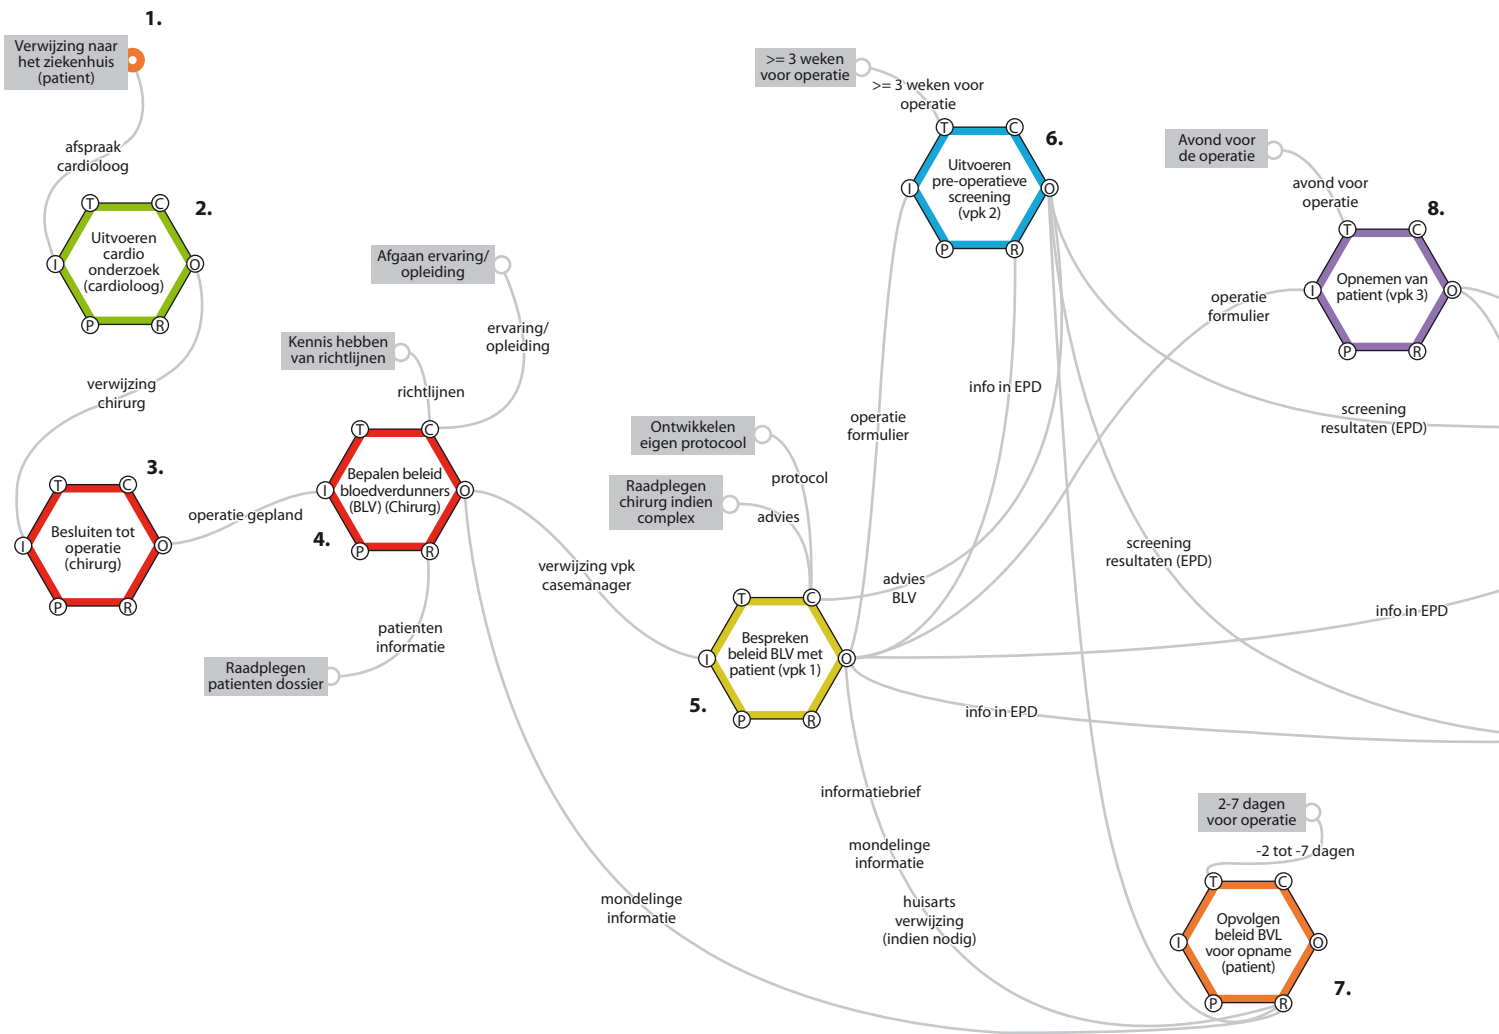 1.
Verwijzing naar
het ziekenhuis
(patient)
afspraak
cardioloog
2.
T
C
I
O
P
R
Uitvoeren
cardio
onderzoek
(cardioloog)
verwijzing
chirurg
3.
T
C
I
O
P
R
Besluiten tot
operatie
(chirurg)
operatie gepland
Afgaan ervaring/
opleiding
ervaring/
opleiding
Kennis hebben
van richtlijnen
richtlijnen
4.
T
C
I
O
P
R
Bepalen beleid
bloedverdunners
(BLV) (Chirurg)
patienten
informatie
Raadplegen
patienten dossier
verwijzing vpk
casemanager
mondelinge
informatie
Ontwikkelen
eigen protocool
protocol
Raadplegen
chirurg indien
complex
advies
5.
T
C
I
O
P
R
Bespreken
beleid BLV met
patient (vpk 1)
advies
BLV
operatie
formulier
info in EPD
info in EPD
info in EPD
informatiebrief
mondelinge
informatie
huisarts
verwijzing
(indien nodig)
>= 3 weken
voor operatie
>= 3 weken voor
operatie
6.
T
C
I
O
P
R
Uitvoeren
pre-operatieve
screening
(vpk 2)
screening
resultaten (EPD)
screening
resultaten (EPD)
operatie
formulier
Avond voor
de operatie
avond voor
operatie
8.
T
C
I
O
P
R
Opnemen van
patient (vpk 3)
2-7 dagen
voor operatie
-2 tot -7 dagen
T
C
I
O
P
R
Opvolgen
beleid BVL
voor opname
(patient)
7.